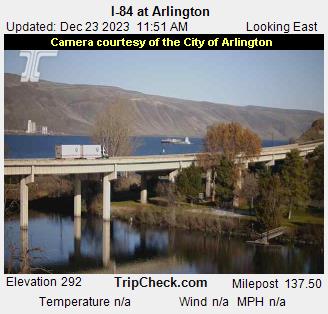 I-84 at Arlington
Updated: Dec 23 2023 11:51 AM Looking East
Camera courtesy of the City of Arlington
Elevation 292 TripCheck.com Milepost 137.50
Temperature n/a Wind n/a MPH n/a